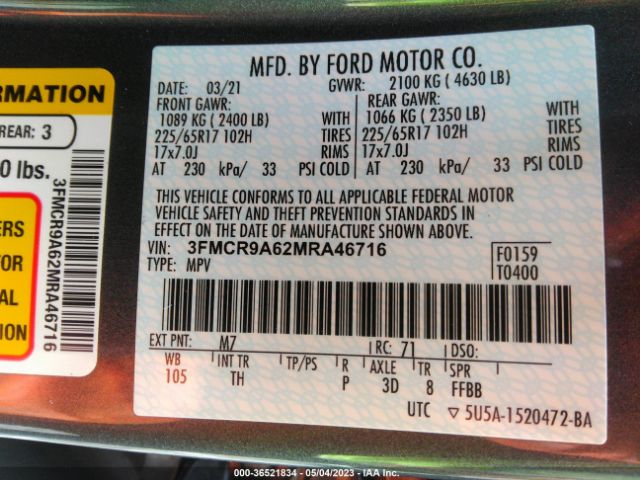 MFD. BY FORD MOTOR CO.
DATE: 03/21 GVWR: 2100 KG ( 4630 LB)
FRONT GAWR: REAR GAWR:
1089 KG ( 2400 LB) WITH 1066 KG ( 2350 LB) WITH
225/65R17 102H TIRES 225/65R17 102H TIRES
17x7.0J RIMS 17x7.0J RIMS
AT 230 kPa/ 33 PSI COLD AT 230 kPa/ 33 PSI COLD
THIS VEHICLE CONFORMS TO ALL APPLICABLE FEDERAL MOTOR
VEHICLE SAFETY AND THEFT PREVENTION STANDARDS IN
EFFECT ON THE DATE OF MANUFACTURE SHOWN ABOVE.
VIN: 3FMCR9A62MRA46716 F0159
TYPE: MPV T0400
EXT PNT: M7 RC: 71 DSO:
WB INT TR TP/PS R AXLE TR SPR
105 TH P 3D 8 FFBB
UTC ▽ 5U5A-1520472-BA
ORMATION
REAR: 3
0 lbs.
ERS
TOR
AL
TION
3FMCR9A62MRA46716
000-36521834 - 05/04/2023 - IAA Inc.